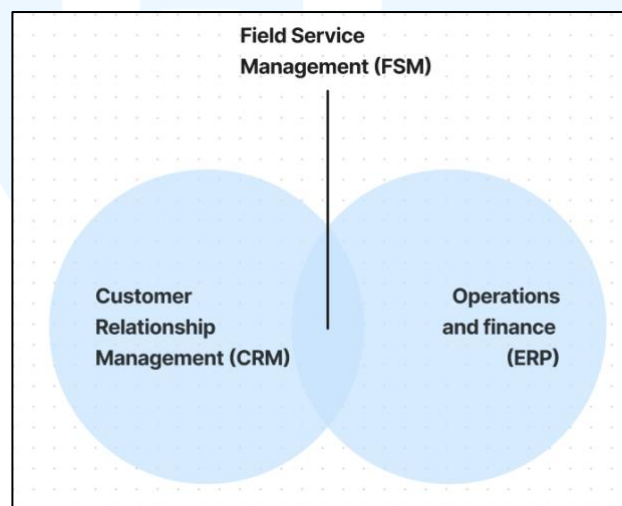 Field Service
Management (FSM)
Customer
Relationship
Management (CRM)
Operations
and finance
(ERP)